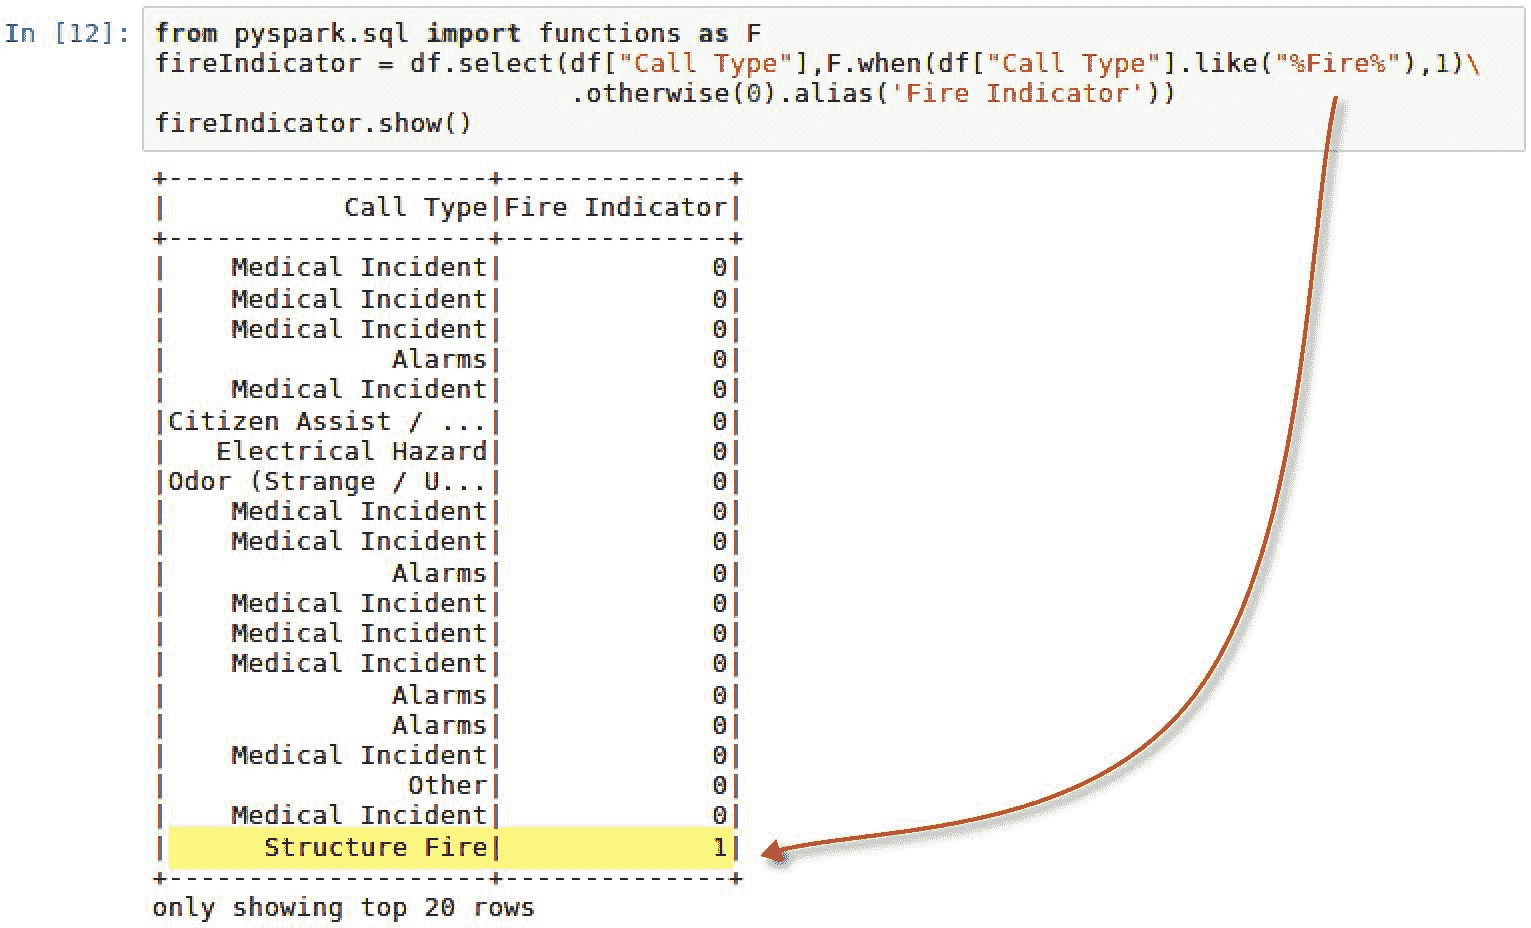 In [12]: from pyspark.sql import functions as F
fireIndicator = df.select(df["Call Type"],F.when(df["Call Type"].like("%Fire%"),1)\
                          .otherwise(0).alias('Fire Indicator'))
fireIndicator.show()
+--------------------+--------------+
|           Call Type|Fire Indicator|
+--------------------+--------------+
|    Medical Incident|             0|
|    Medical Incident|             0|
|    Medical Incident|             0|
|              Alarms|             0|
|    Medical Incident|             0|
|Citizen Assist / ...|             0|
|   Electrical Hazard|             0|
|Odor (Strange / U...|             0|
|    Medical Incident|             0|
|    Medical Incident|             0|
|              Alarms|             0|
|    Medical Incident|             0|
|    Medical Incident|             0|
|    Medical Incident|             0|
|              Alarms|             0|
|              Alarms|             0|
|    Medical Incident|             0|
|               Other|             0|
|    Medical Incident|             0|
|      Structure Fire|             1|
+--------------------+--------------+
only showing top 20 rows